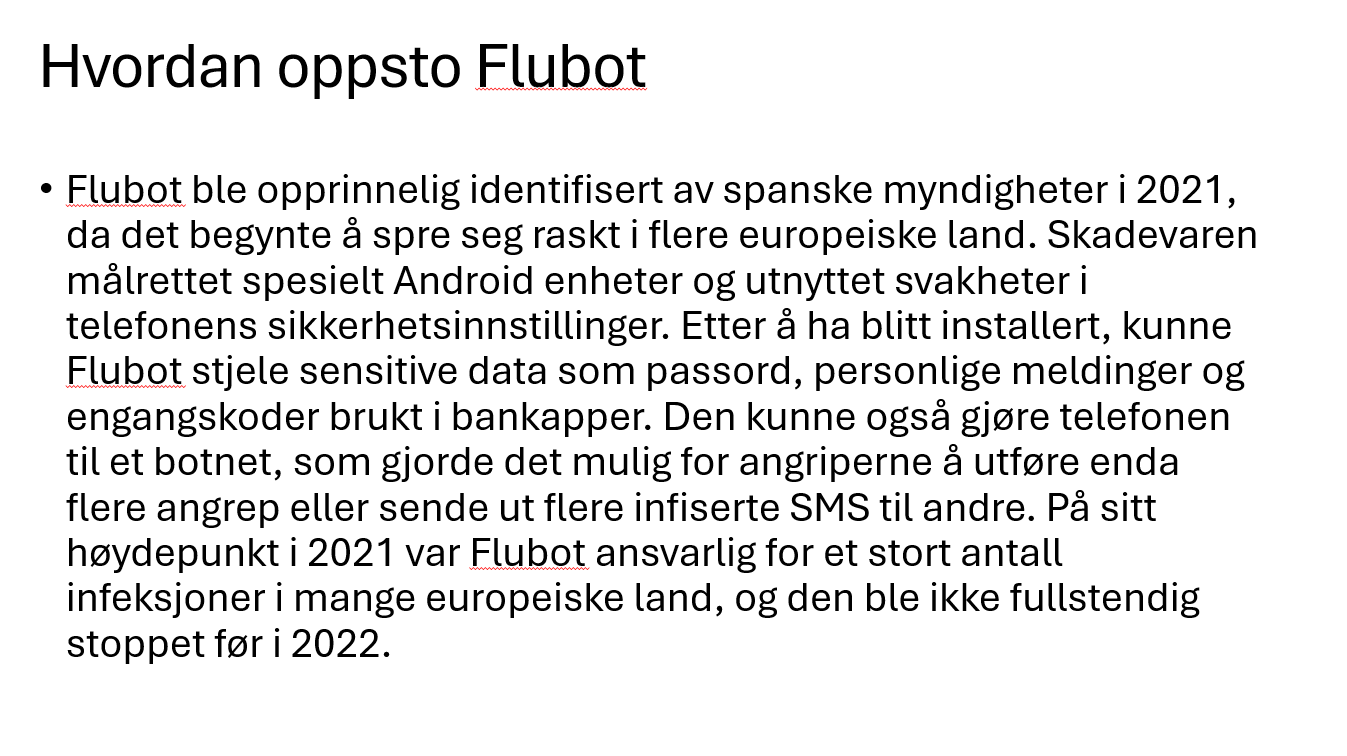 Hvordan oppsto Flubot
• Flubot ble opprinnelig identifisert av spanske myndigheter i 2021,
da det begynte å spre seg raskt i flere europeiske land. Skadevaren
målrettet spesielt Android enheter og utnyttet svakheter i
telefonens sikkerhetsinnstillinger. Etter å ha blitt installert, kunne
Flubot stjele sensitive data som passord, personlige meldinger og
engangskoder brukt i bankapper. Den kunne også gjøre telefonen
til et botnet, som gjorde det mulig for angriperne å utføre enda
flere angrep eller sende ut flere infiserte SMS til andre. På sitt
høydepunkt i 2021 var Flubot ansvarlig for et stort antall
infeksjoner i mange europeiske land, og den ble ikke fullstendig
stoppet før i 2022.